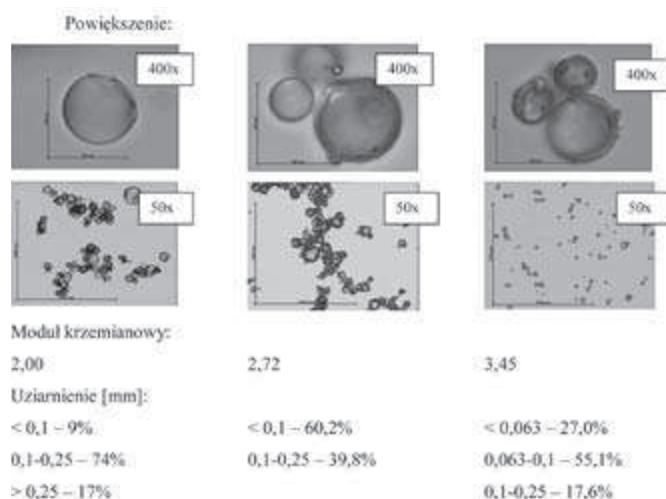 Powiększenie:
400x 400x 400x
50x 50x 50x
Moduł krzemianowy:
2,00 2,72 3,45
Uziarnienie [mm]:
< 0,1 – 9% < 0,1 – 60,2% < 0,063 – 27,0%
0,1-0,25 – 74% 0,1-0,25 – 39,8% 0,063-0,1 – 55,1%
> 0,25 – 17% 0,1-0,25 – 17,6%